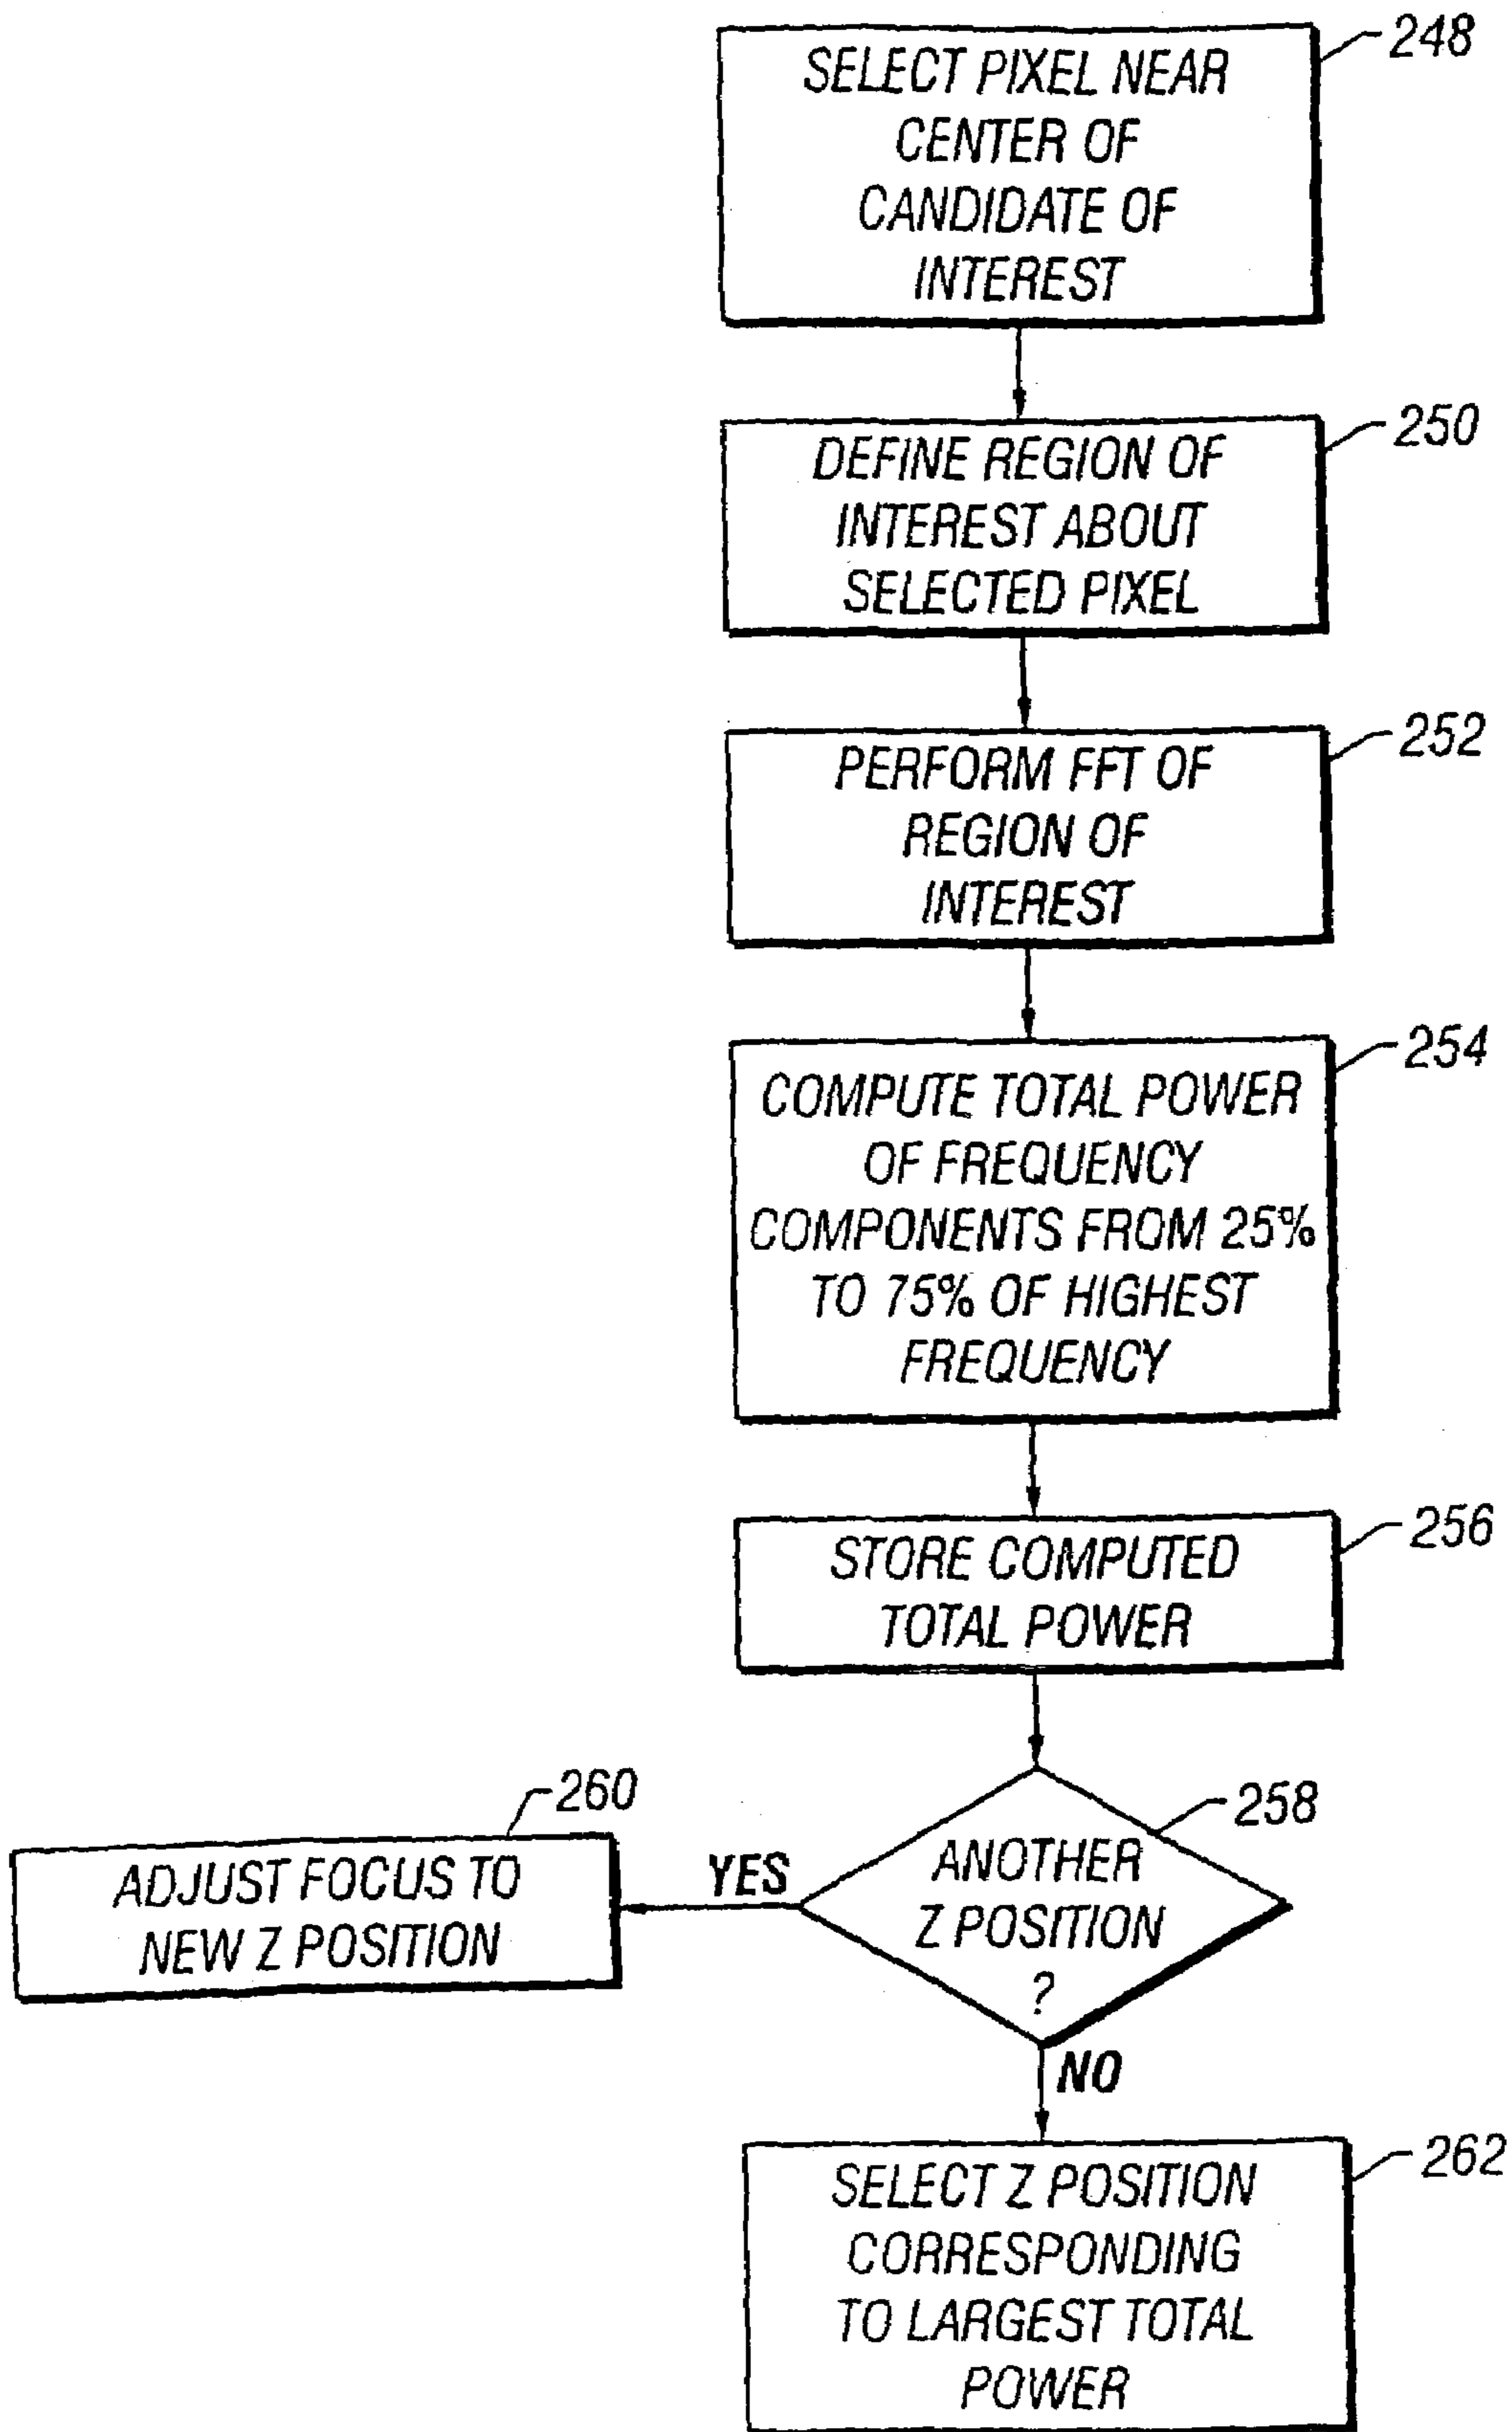 248
SELECT PIXEL NEAR
CENTER OF
CANDIDATE OF
INTEREST
250
DEFINE REGION OF
INTEREST ABOUT
SELECTED PIXEL
252
PERFORM FFT OF
REGION OF
INTEREST
254
COMPUTE TOTAL POWER
OF FREQUENCY
COMPONENTS FROM 25%
TO 75% OF HIGHEST
FREQUENCY
256
STORE COMPUTED
TOTAL POWER
258
ANOTHER
Z POSITION
?
YES
260
ADJUST FOCUS TO
NEW Z POSITION
NO
262
SELECT Z POSITION
CORRESPONDING
TO LARGEST TOTAL
POWER